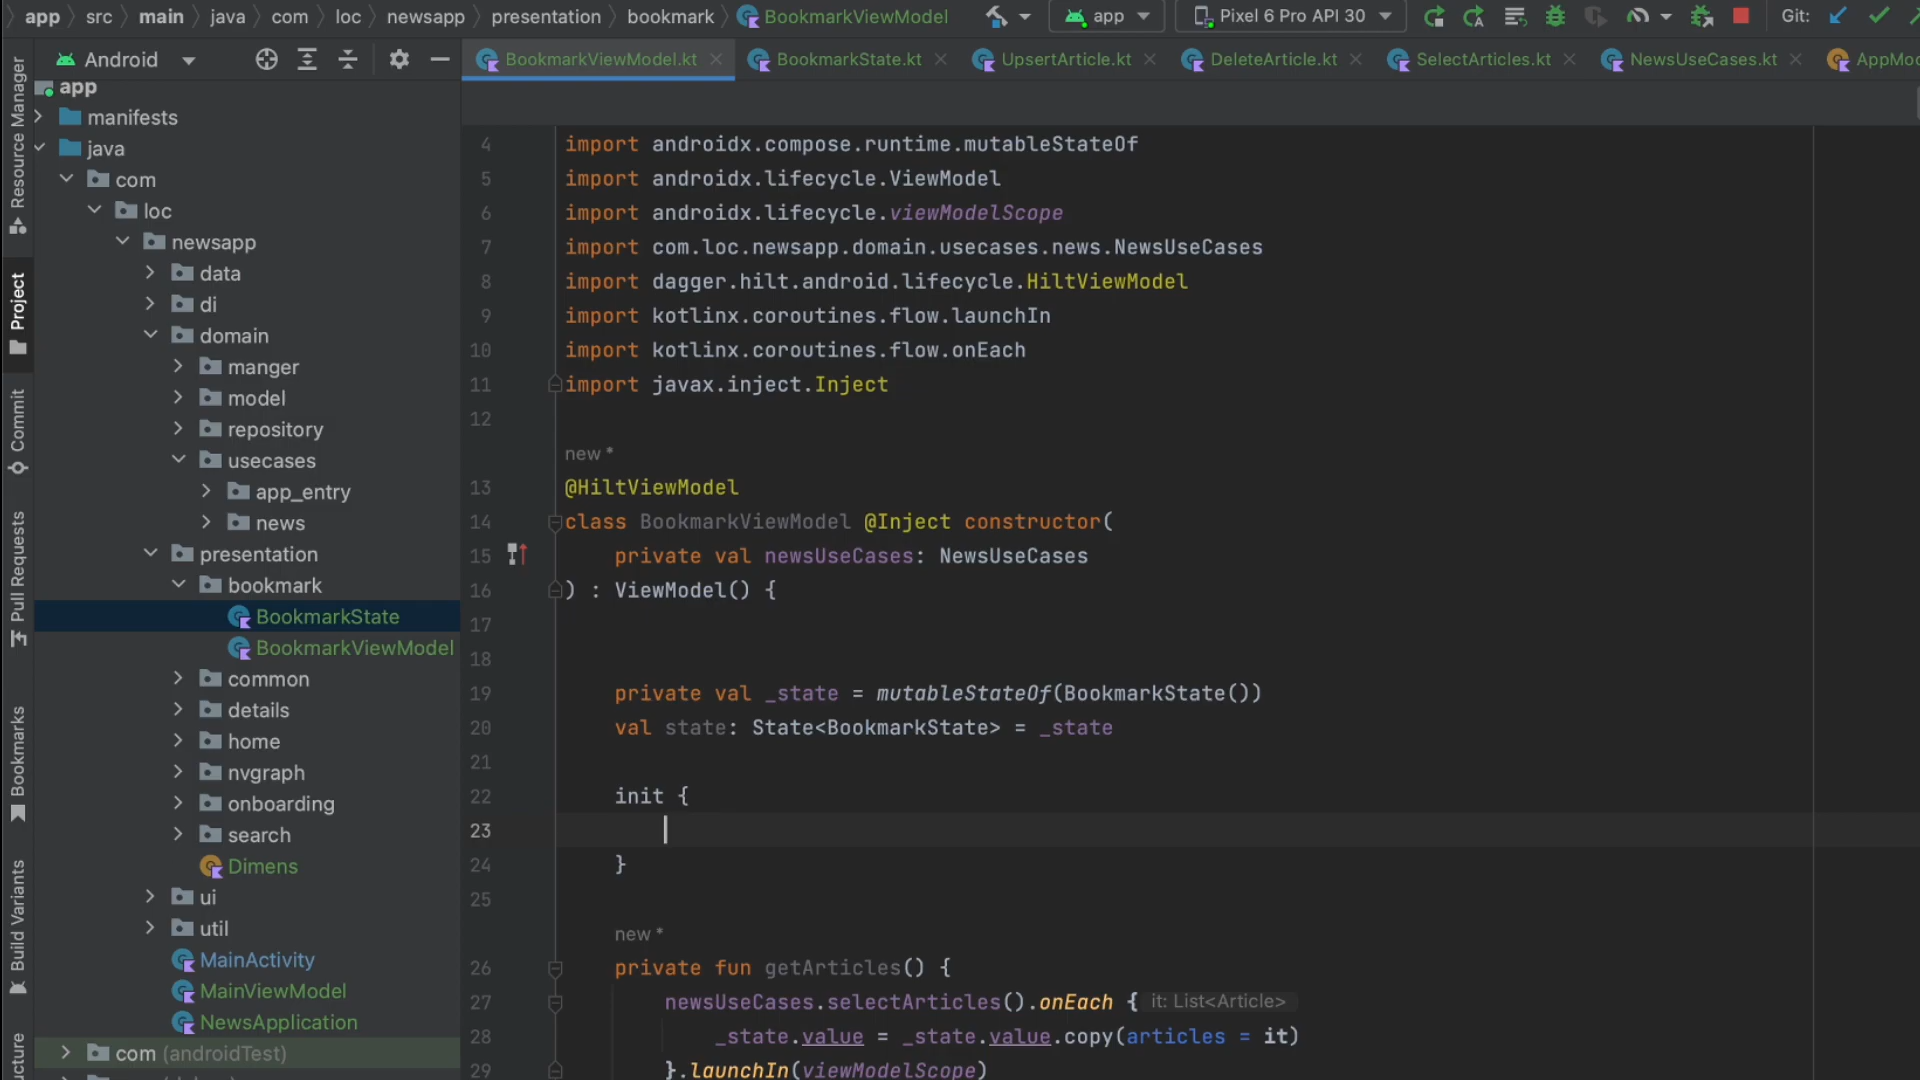 app src main java com loc newsapp presentation bookmark BookmarkViewModel app Pixel 6 Pro API 30 Git:
Android BookmarkViewModel.kt BookmarkState.kt UpsertArticle.kt DeleteArticle.kt SelectArticles.kt NewsUseCases.kt
Resource Manager
Project
Commit
Pull Requests
Bookmarks
Build Variants
app
manifests
java
com
loc
newsapp
data
di
domain
manger
model
repository
usecases
app_entry
news
presentation
bookmark
BookmarkState
BookmarkViewModel
common
details
home
nvgraph
onboarding
search
Dimens
ui
util
MainActivity
MainViewModel
NewsApplication
com (androidTest)
4 import androidx.compose.runtime.mutableStateOf
5 import androidx.lifecycle.ViewModel
6 import androidx.lifecycle.viewModelScope
7 import com.loc.newsapp.domain.usecases.news.NewsUseCases
8 import dagger.hilt.android.lifecycle.HiltViewModel
9 import kotlinx.coroutines.flow.launchIn
10 import kotlinx.coroutines.flow.onEach
11 import javax.inject.Inject
12
new *
13 @HiltViewModel
14 class BookmarkViewModel @Inject constructor(
15 private val newsUseCases: NewsUseCases
16 ) : ViewModel() {
17
18
19 private val _state = mutableStateOf(BookmarkState())
20 val state: State<BookmarkState> = _state
21
22 init {
23
24 }
25
new *
26 private fun getArticles() {
27 newsUseCases.selectArticles().onEach { it: List<Article>
28 _state.value = _state.value.copy(articles = it)
29 }.launchIn(viewModelScope)